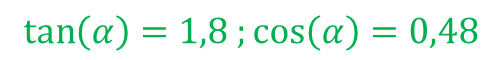 tan(α) = 1,8 ; cos(α) = 0,48